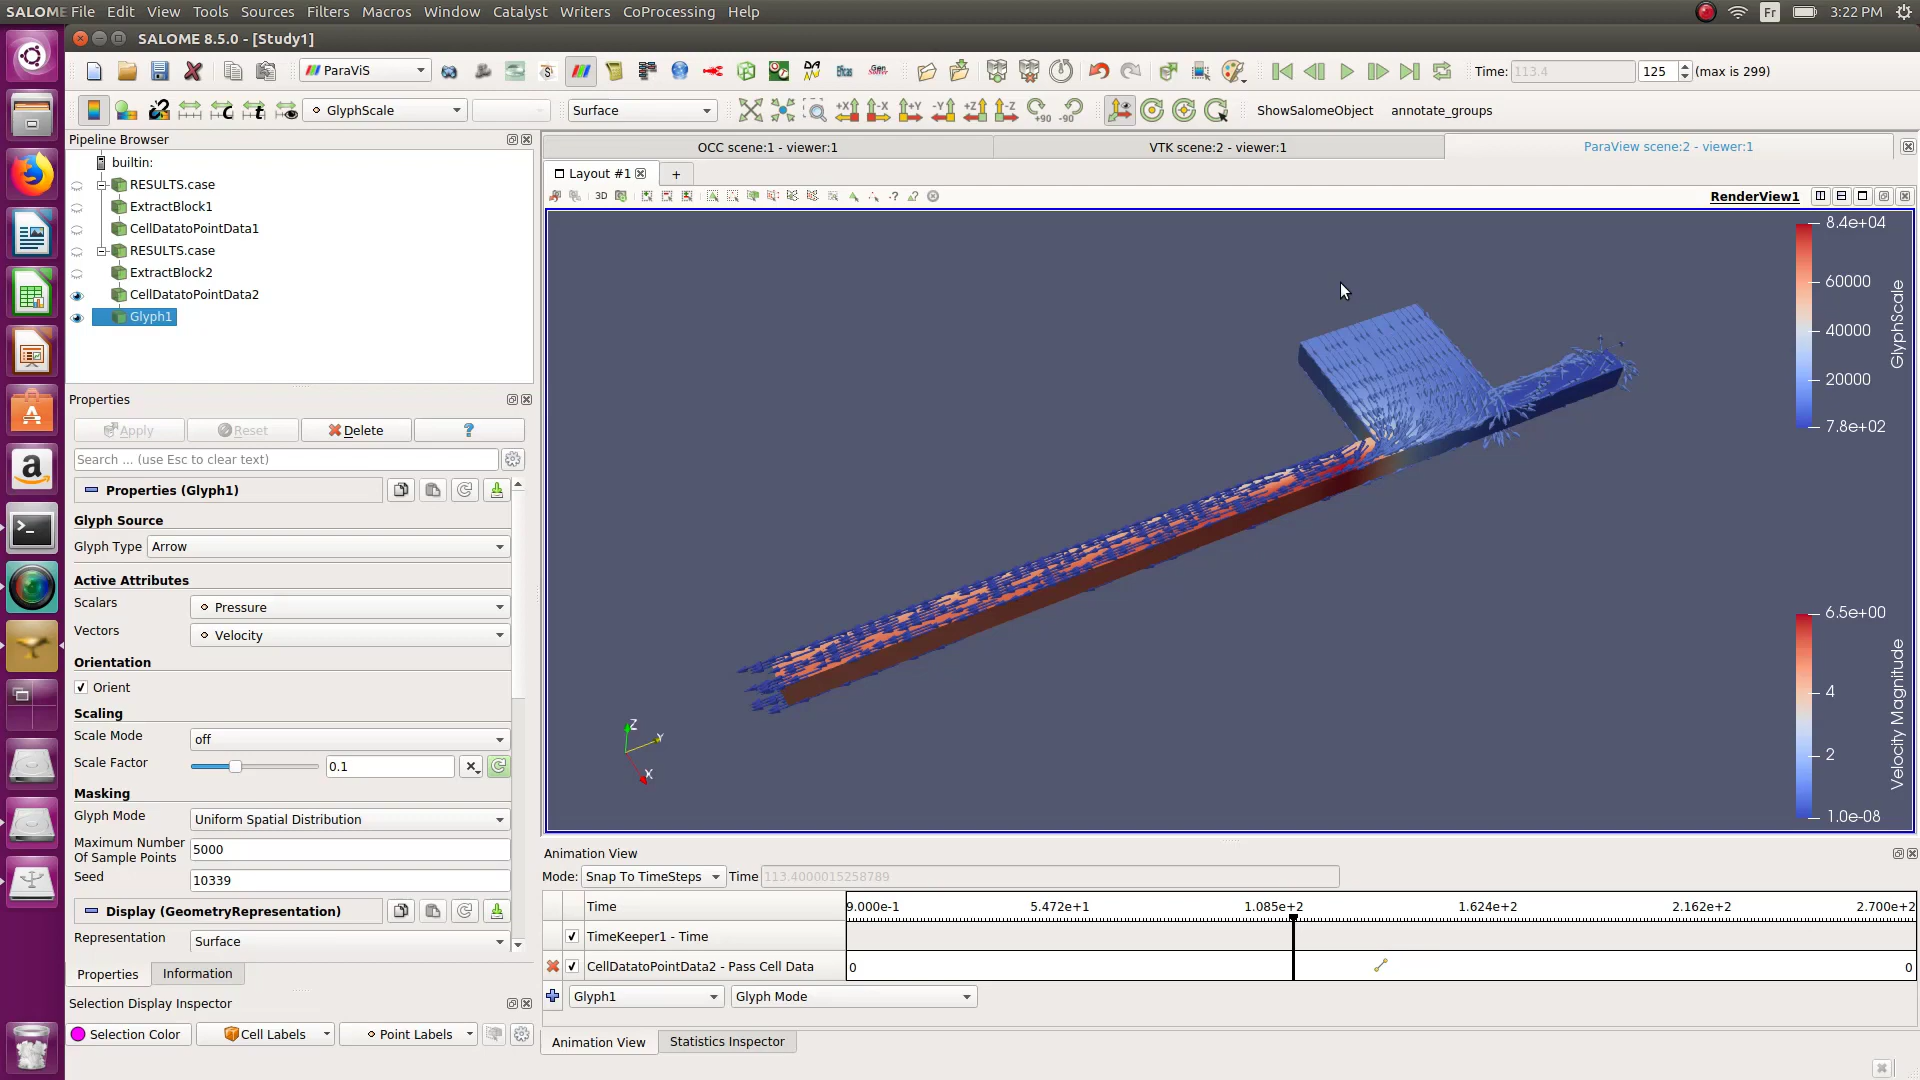 SALOME File Edit View Tools Sources Filters Macros Window Catalyst Writers CoProcessing Help
Fr 3:22 PM
SALOME 8.5.0 - [Study1]
ParaViS
Time: 113.4 125 (max is 299)
GlyphScale
Surface
+X -X +Y -Y +Z -Z +90 -90
ShowSalomeObject annotate_groups
Pipeline Browser
builtin:
RESULTS.case
ExtractBlock1
CellDatatoPointData1
RESULTS.case
ExtractBlock2
CellDatatoPointData2
Glyph1
Properties
Apply Reset Delete ?
Search ... (use Esc to clear text)
Properties (Glyph1)
Glyph Source
Glyph Type Arrow
Active Attributes
Scalars Pressure
Vectors Velocity
Orientation
Orient
Scaling
Scale Mode off
Scale Factor 0.1
Masking
Glyph Mode Uniform Spatial Distribution
Maximum Number
Of Sample Points 5000
Seed 10339
Display (GeometryRepresentation)
Representation Surface
Properties Information
Selection Display Inspector
Selection Color Cell Labels Point Labels
OCC scene:1 - viewer:1 VTK scene:2 - viewer:1 ParaView scene:2 - viewer:1
Layout #1 +
3D
RenderView1
8.4e+04
60000
40000
20000
7.8e+02
GlyphScale
6.5e+00
4
2
1.0e-08
Velocity Magnitude
Z
Y
X
Animation View
Mode: Snap To TimeSteps Time 113.4000015258789
Time 9.000e-1 5.472e+1 1.085e+2 1.624e+2 2.162e+2 2.700e+2
TimeKeeper1 - Time
CellDatatoPointData2 - Pass Cell Data 0 0
Glyph1 Glyph Mode
Animation View Statistics Inspector